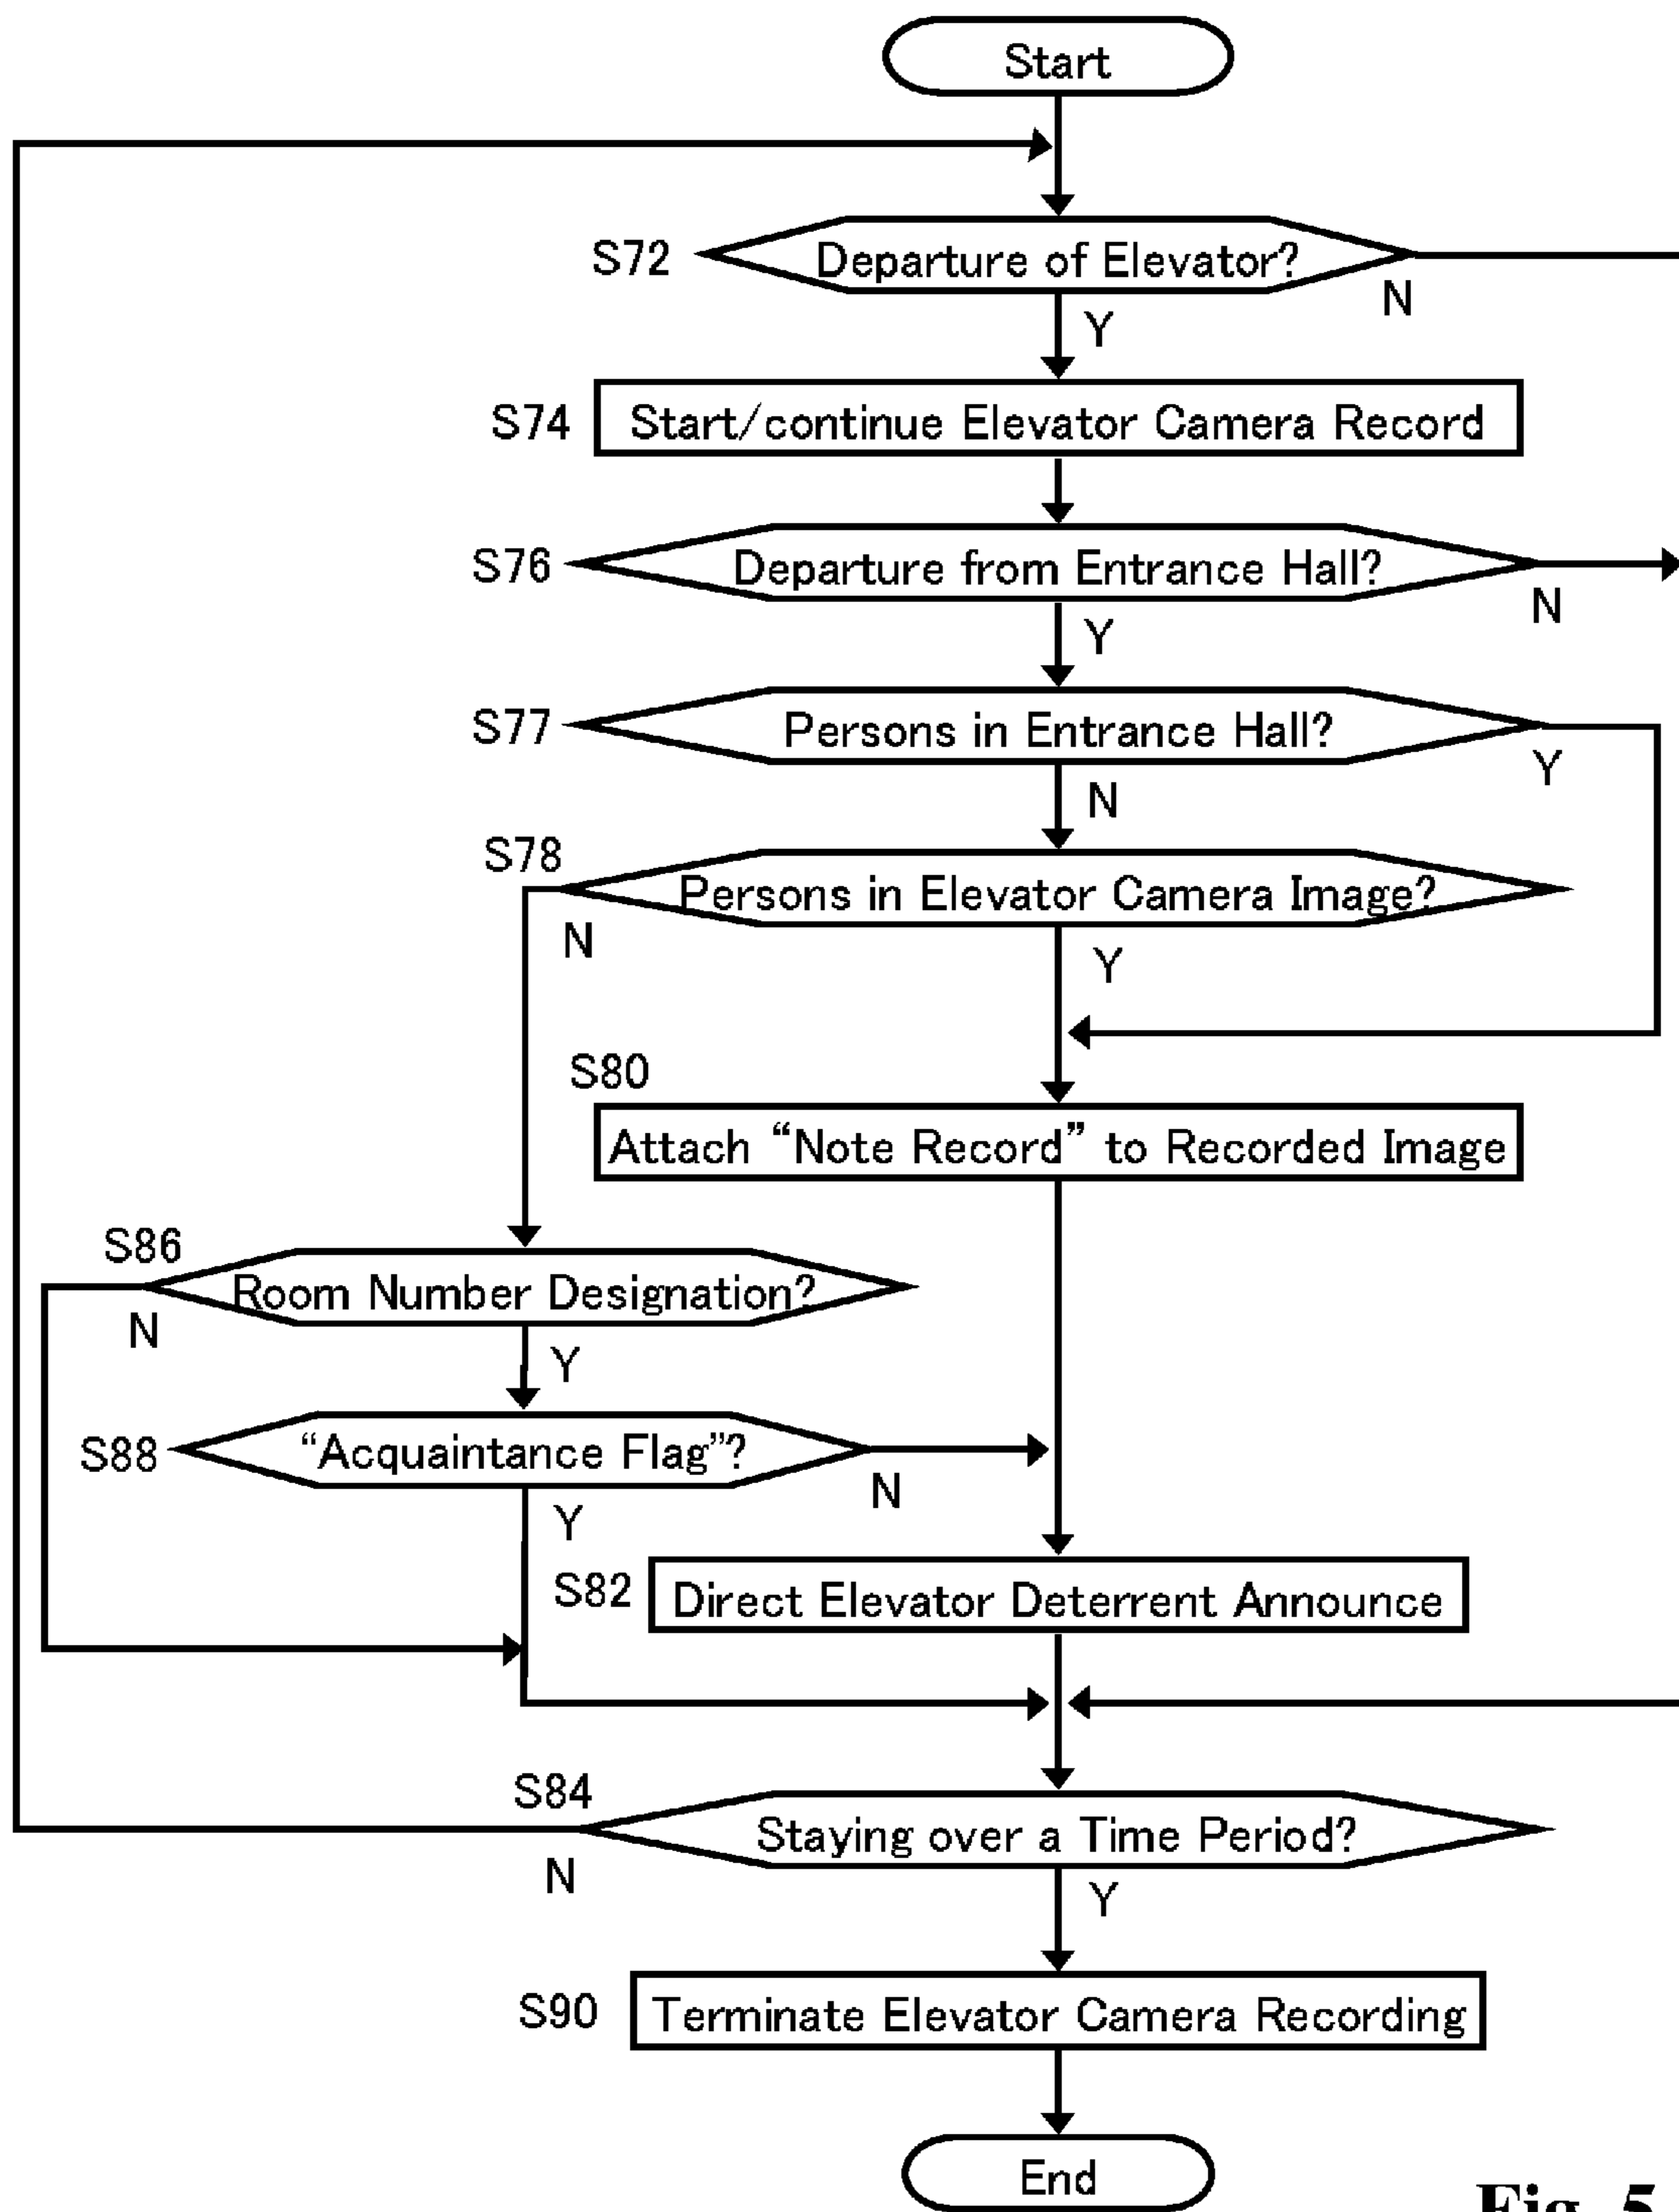 Start
S72 Departure of Elevator?
N
Y
S74 Start/continue Elevator Camera Record
S76 Departure from Entrance Hall?
N
Y
S77 Persons in Entrance Hall?
Y
N
S78
Persons in Elevator Camera Image?
N
Y
S80
Attach “Note Record” to Recorded Image
S86
Room Number Designation?
N
Y
S88 “Acquaintance Flag”?
N
Y
S82 Direct Elevator Deterrent Announce
S84
Staying over a Time Period?
N
Y
S90 Terminate Elevator Camera Recording
End
Fig. 5